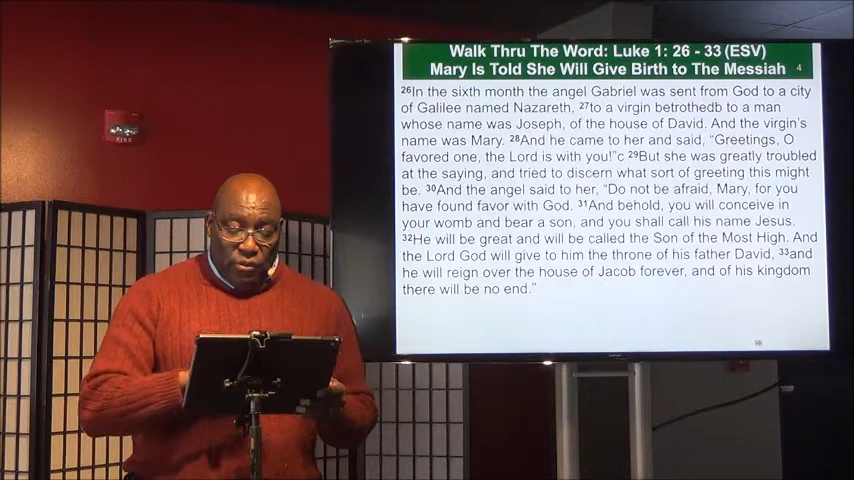 Walk Thru The Word: Luke 1: 26 - 33 (ESV)
Mary Is Told She Will Give Birth to The Messiah 4
26In the sixth month the angel Gabriel was sent from God to a city
of Galilee named Nazareth, 27to a virgin betrothedb to a man
whose name was Joseph, of the house of David. And the virgin's
name was Mary. 28And he came to her and said, “Greetings, O
favored one, the Lord is with you!”c 29But she was greatly troubled
at the saying, and tried to discern what sort of greeting this might
be. 30And the angel said to her, “Do not be afraid, Mary, for you
have found favor with God. 31And behold, you will conceive in
your womb and bear a son, and you shall call his name Jesus.
32He will be great and will be called the Son of the Most High. And
the Lord God will give to him the throne of his father David, 33and
he will reign over the house of Jacob forever, and of his kingdom
there will be no end.”
FIRE